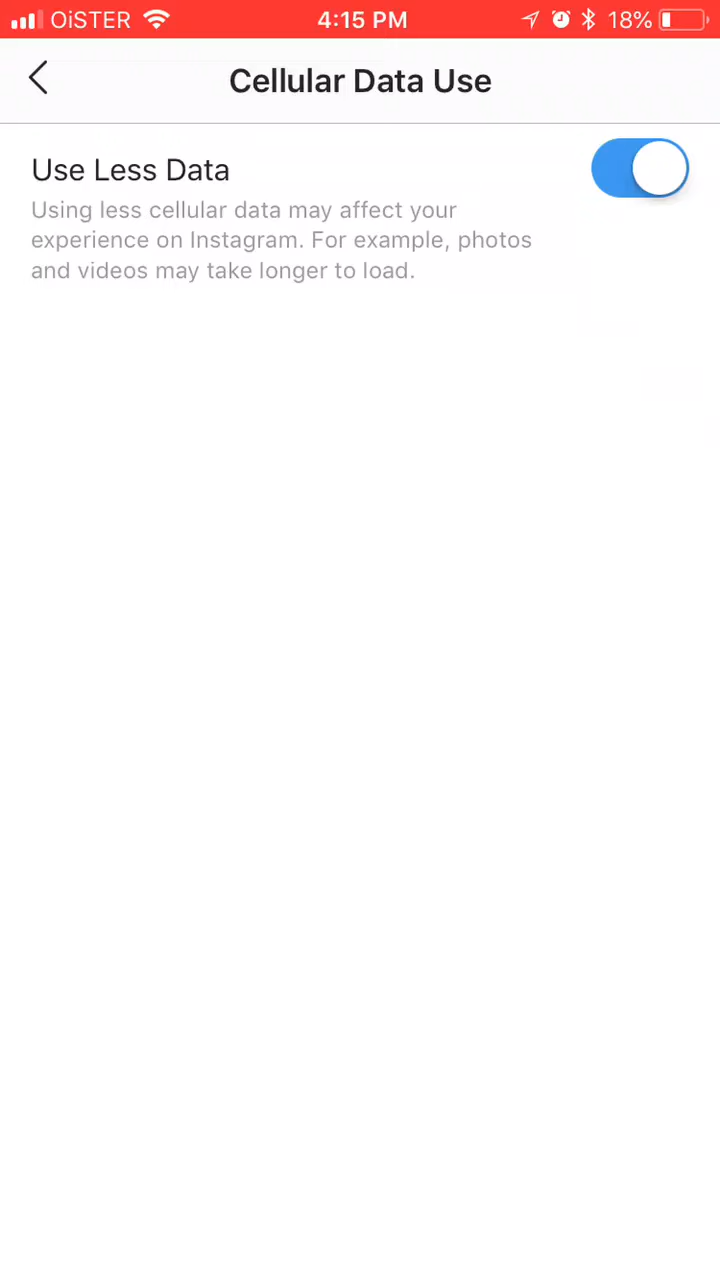 OiSTER 4:15 PM 18%
Cellular Data Use
Use Less Data
Using less cellular data may affect your
experience on Instagram. For example, photos
and videos may take longer to load.